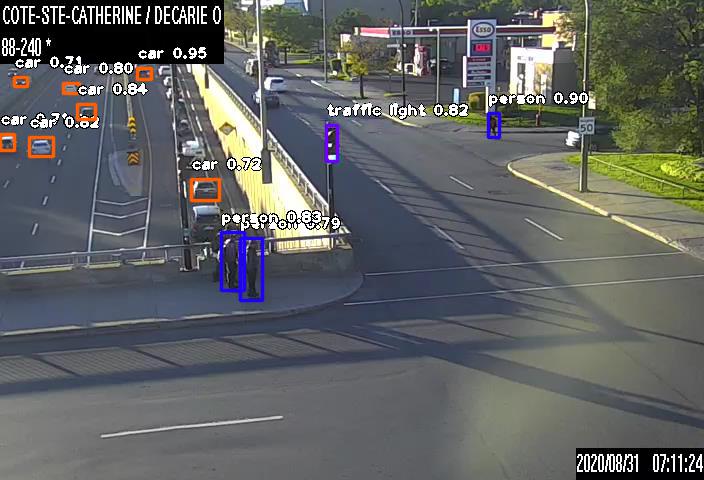 COTE-STE-CATHERINE / DECARIE O
88-240 *
car 0.95
car 0.71
car 0.80
car 0.84
person 0.90
traffic light 0.82
ESSO
50
car 0.72
person 0.83
0.79
2020/08/31 07:11:24